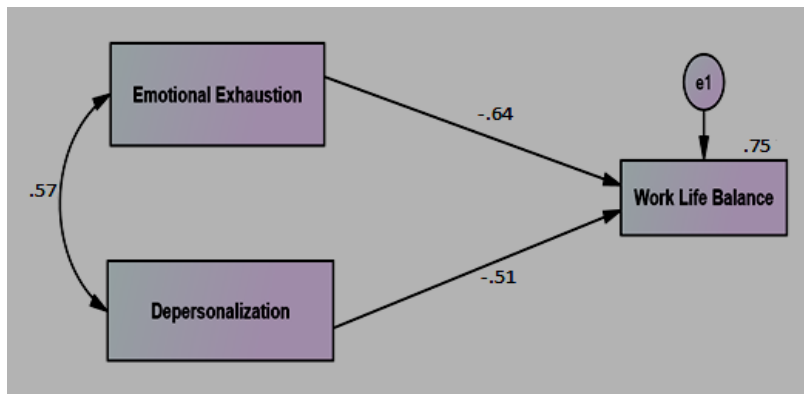 Emotional Exhaustion
e1
-.64
.75
.57
Work Life Balance
-.51
Depersonalization